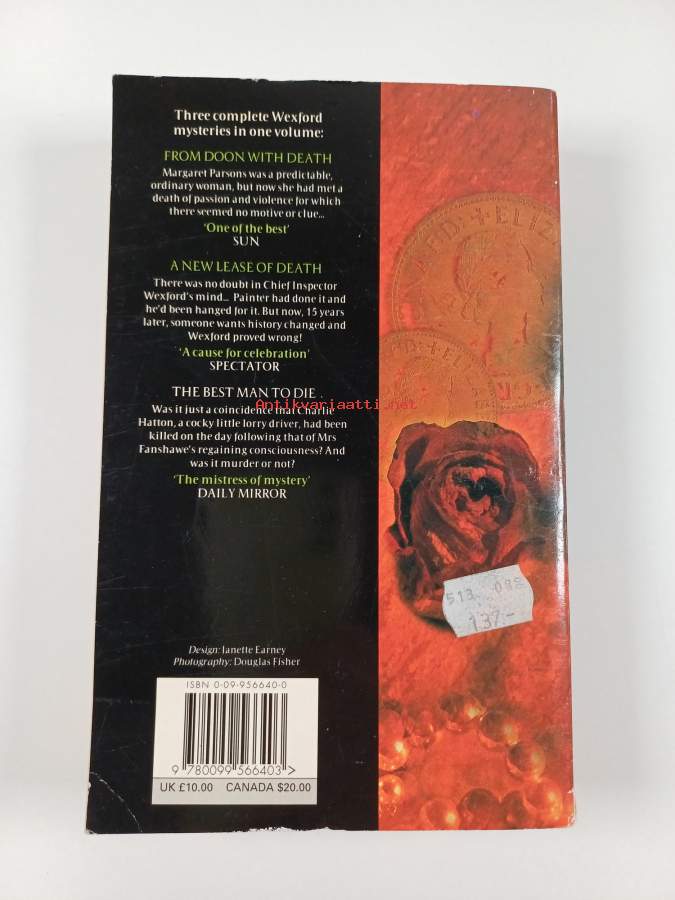 Three complete Wexford
mysteries in one volume:
FROM DOON WITH DEATH
Margaret Parsons was a predictable,
ordinary woman, but now she had met a
death of passion and violence for which
there seemed no motive or clue...
'One of the best'
SUN
A NEW LEASE OF DEATH
There was no doubt in Chief Inspector
Wexford's mind... Painter had done it and
he'd been hanged for it. But now, 15 years
later, someone wants history changed and
Wexford proved wrong!
'A cause for celebration'
SPECTATOR
THE BEST MAN TO DIE
Antikvariaatti.net
Was it just a coincidence that Charlie
Hatton, a cocky little lorry driver, had been
killed on the day following that of Mrs
Fanshawe's regaining consciousness? And
was it murder or not?
'The mistress of mystery'
DAILY MIRROR
513 098
137.-
Design: Janette Earney
Photography: Douglas Fisher
ISBN 0-09-956640-0
9 780099 566403 >
UK £10.00 CANADA $20.00